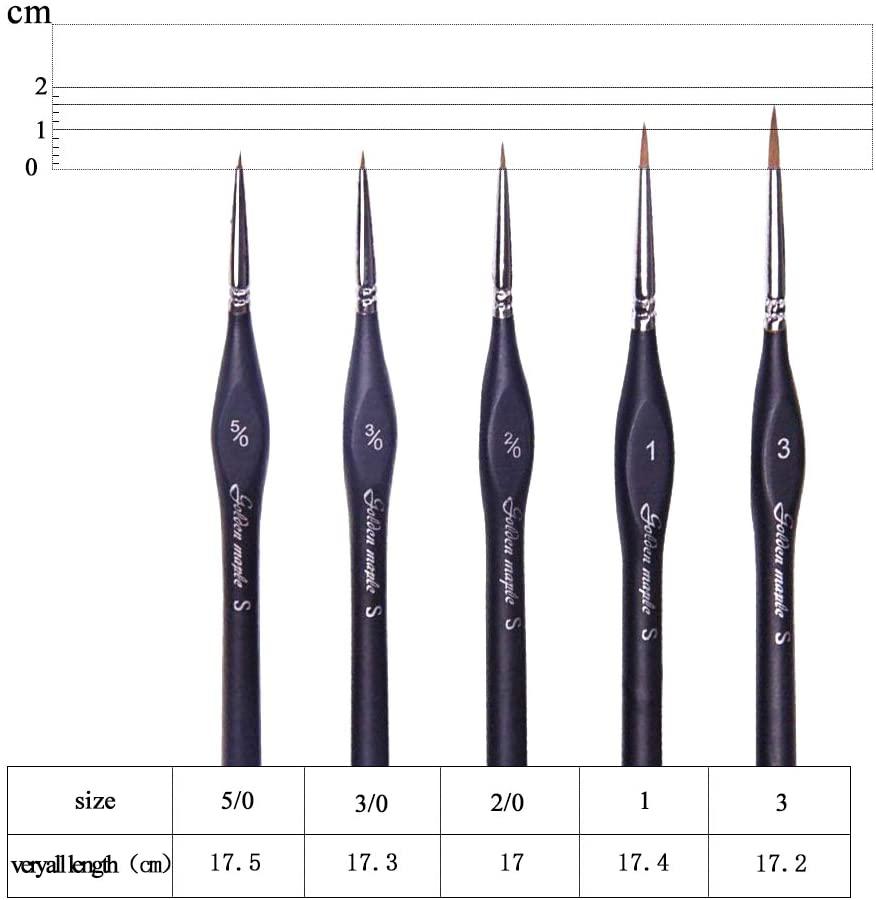 cm
2
1
0
5/0
3/0
2/0
1
3
Golden maple S
Golden maple S
Golden maple S
Golden maple S
Golden maple S
size 5/0 3/0 2/0 1 3
veryall length (cm) 17.5 17.3 17 17.4 17.2